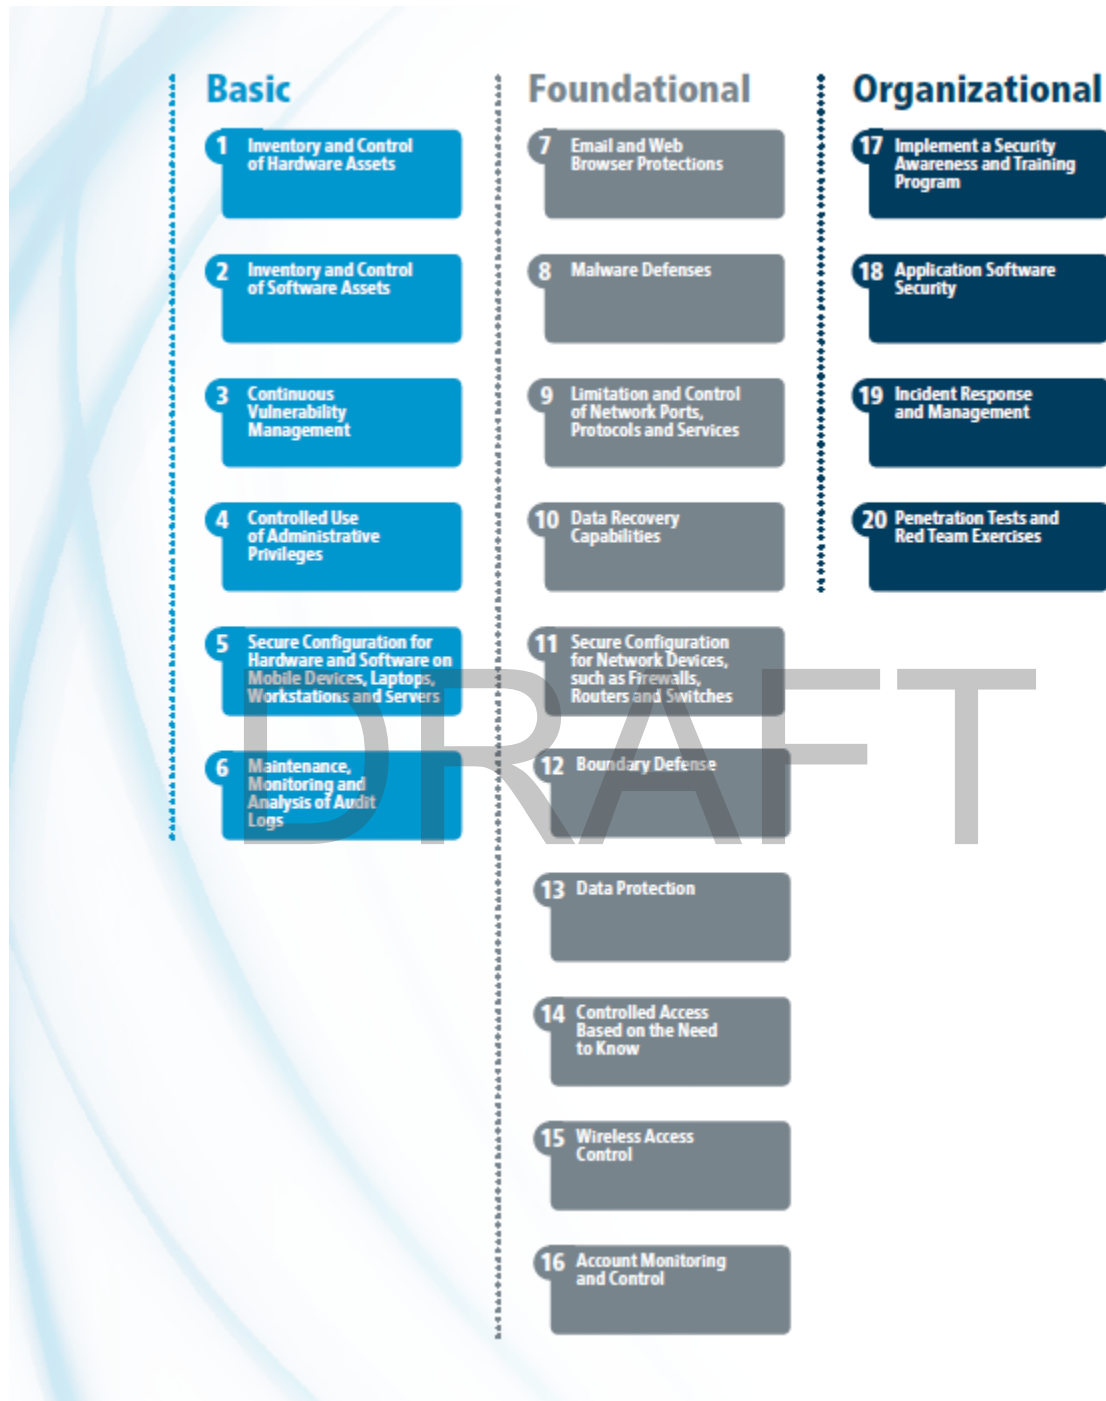 Basic
1 Inventory and Control
of Hardware Assets
2 Inventory and Control
of Software Assets
3 Continuous
Vulnerability
Management
4 Controlled Use
of Administrative
Privileges
5 Secure Configuration for
Hardware and Software on
Mobile Devices, Laptops,
Workstations and Servers
6 Maintenance,
Monitoring and
Analysis of Audit
Logs
Foundational
7 Email and Web
Browser Protections
8 Malware Defenses
9 Limitation and Control
of Network Ports,
Protocols and Services
10 Data Recovery
Capabilities
11 Secure Configuration
for Network Devices,
such as Firewalls,
Routers and Switches
12 Boundary Defense
13 Data Protection
14 Controlled Access
Based on the Need
to Know
15 Wireless Access
Control
16 Account Monitoring
and Control
Organizational
17 Implement a Security
Awareness and Training
Program
18 Application Software
Security
19 Incident Response
and Management
20 Penetration Tests and
Red Team Exercises
DRAFT